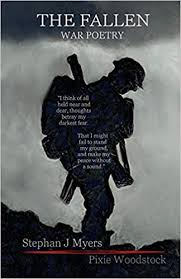 THE FALLEN
WAR POETRY
"I think of all
held near and
dear, thoughts
betray my
darkest fear.
That I might
fail to stand
my ground,
and make my
peace without
a sound."
Stephan J Myers
Pixie Woodstock